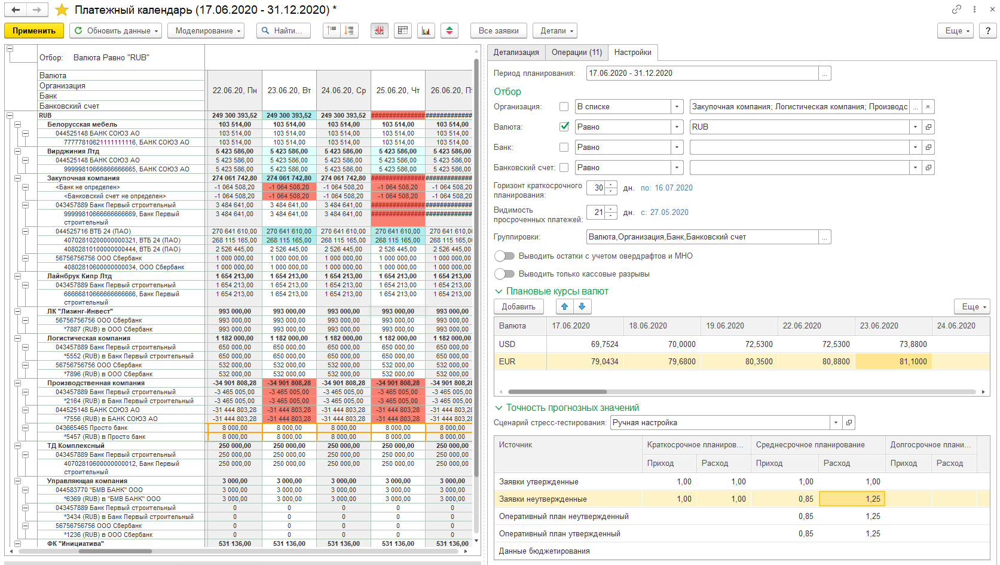 Платежный календарь (17.06.2020 - 31.12.2020) *
Применить Обновить данные Моделирование Найти... Все заявки Детали Еще ?
Отбор: Валюта Равно "RUB"
Валюта
Организация
Банк
Банковский счет
22.06.20, Пн 23.06.20, Вт 24.06.20, Ср 25.06.20, Чт 26.06.20, Пт
RUB 249 300 393,52 249 300 393,52 249 300 393,52 ############### ###############
Белорусская мебель 103 514,00 103 514,00 103 514,00 103 514,00 103 514,00
044525148 БАНК СОЮЗ АО 103 514,00 103 514,00 103 514,00 103 514,00 103 514,00
77777810621111111116, БАНК СОЮЗ АО 103 514,00 103 514,00 103 514,00 103 514,00 103 514,00
Вирджиния Лтд 5 423 586,00 5 423 586,00 5 423 586,00 5 423 586,00 5 423 586,00
044525148 БАНК СОЮЗ АО 5 423 586,00 5 423 586,00 5 423 586,00 5 423 586,00 5 423 586,00
99999810666666666665, БАНК СОЮЗ АО 5 423 586,00 5 423 586,00 5 423 586,00 5 423 586,00 5 423 586,00
Закупочная компания 274 061 742,80 274 061 742,80 274 061 742,80 ############### ###############
<Банк не определен> -1 064 508,20 -1 064 508,20 -1 064 508,20 -1 064 508,20 -1 064 508,20
<Банковский счет не определен> -1 064 508,20 -1 064 508,20 -1 064 508,20 -1 064 508,20 -1 064 508,20
043457889 Банк Первый строительный 3 484 641,00 3 484 641,00 3 484 641,00 ############### ###############
99999810666666666669, Банк Первый строительный 3 484 641,00 3 484 641,00 3 484 641,00 ############### ###############
044525716 ВТБ 24 (ПАО) 270 641 610,00 270 641 610,00 270 641 610,00 270 641 610,00 270 641 610,00
40702810200000000321, ВТБ 24 (ПАО) 268 115 165,00 268 115 165,00 268 115 165,00 268 115 165,00 268 115 165,00
40802810100000000444, ВТБ 24 (ПАО) 2 526 445,00 2 526 445,00 2 526 445,00 2 526 445,00 2 526 445,00
56756756756 ООО Сбербанк 1 000 000,00 1 000 000,00 1 000 000,00 1 000 000,00 1 000 000,00
40802810600000000034, ООО Сбербанк 1 000 000,00 1 000 000,00 1 000 000,00 1 000 000,00 1 000 000,00
Лайнбрук Кипр Лтд 1 654 213,00 1 654 213,00 1 654 213,00 1 654 213,00 1 654 213,00
043457889 Банк Первый строительный 1 654 213,00 1 654 213,00 1 654 213,00 1 654 213,00 1 654 213,00
66666810666666666666, Банк Первый строительный 1 654 213,00 1 654 213,00 1 654 213,00 1 654 213,00 1 654 213,00
ЛК "Лизинг-Инвест" 993 000,00 993 000,00 993 000,00 993 000,00 993 000,00
56756756756 ООО Сбербанк 993 000,00 993 000,00 993 000,00 993 000,00 993 000,00
*7887 (RUB) в ООО Сбербанк 993 000,00 993 000,00 993 000,00 993 000,00 993 000,00
Логистическая компания 1 182 000,00 1 182 000,00 1 182 000,00 1 182 000,00 1 182 000,00
043457889 Банк Первый строительный 650 000,00 650 000,00 650 000,00 650 000,00 650 000,00
*5552 (RUB) в Банк Первый строительный 650 000,00 650 000,00 650 000,00 650 000,00 650 000,00
56756756756 ООО Сбербанк 532 000,00 532 000,00 532 000,00 532 000,00 532 000,00
*7896 (RUB) в ООО Сбербанк 532 000,00 532 000,00 532 000,00 532 000,00 532 000,00
Производственная компания -34 901 808,28 -34 901 808,28 -34 901 808,28 -34 901 808,28 -34 901 808,28
043457889 Банк Первый строительный -3 465 005,00 -3 465 005,00 -3 465 005,00 -3 465 005,00 -3 465 005,00
*2164 (RUB) в Банк Первый строительный -3 465 005,00 -3 465 005,00 -3 465 005,00 -3 465 005,00 -3 465 005,00
044525148 БАНК СОЮЗ АО -31 444 803,28 -31 444 803,28 -31 444 803,28 -31 444 803,28 -31 444 803,28
*7556 (RUB) в БАНК СОЮЗ АО -31 444 803,28 -31 444 803,28 -31 444 803,28 -31 444 803,28 -31 444 803,28
043665465 Просто банк 8 000,00 8 000,00 8 000,00 8 000,00 8 000,00
*5457 (RUB) в Просто банк 8 000,00 8 000,00 8 000,00 8 000,00 8 000,00
ТД Комплексный 250 000,00 250 000,00 250 000,00 250 000,00 250 000,00
043457889 Банк Первый строительный 250 000,00 250 000,00 250 000,00 250 000,00 250 000,00
40702810600000000012, Банк Первый строительный 250 000,00 250 000,00 250 000,00 250 000,00 250 000,00
Управляющая компания 3 000,00 3 000,00 3 000,00 3 000,00 3 000,00
044583770 "БМВ БАНК" ООО 3 000,00 3 000,00 3 000,00 3 000,00 3 000,00
*6369 (RUB) в "БМВ БАНК" ООО 3 000,00 3 000,00 3 000,00 3 000,00 3 000,00
043457889 Банк Первый строительный 0 0 0 0 0
*3434 (RUB) в Банк Первый строительный 0 0 0 0 0
56756756756 ООО Сбербанк 0 0 0 0 0
*1236 (RUB) в ООО Сбербанк 0 0 0 0 0
ФК "Инициатива" 531 136,00 531 136,00 531 136,00 531 136,00 531 136,00
Детализация Операции (11) Настройки
Период планирования: 17.06.2020 - 31.12.2020 ...
Отбор
Организация: В списке Закупочная компания; Логистическая компания; Производс ... ×
Валюта: Равно RUB
Банк: Равно
Банковский счет: Равно
Горизонт краткосрочного планирования: 30 дн. по: 16.07.2020
Видимость просроченных платежей: 21 дн. с: 27.05.2020
Группировки: Валюта,Организация,Банк,Банковский счет ...
Выводить остатки с учетом овердрафтов и МНО
Выводить только кассовые разрывы
Плановые курсы валют
Добавить Еще
Валюта 17.06.2020 18.06.2020 19.06.2020 22.06.2020 23.06.2020 24.06.2020
USD 69,7524 70,0000 72,5300 72,5300 73,8800
EUR 79,0434 79,6800 80,3500 80,8800 81,1000
Точность прогнозных значений
Сценарий стресс-тестирования: Ручная настройка
Источник Краткосрочное планиров... Среднесрочное планирование Долгосрочное плани...
Приход Расход Приход Расход Приход Расход
Заявки утвержденные 1,00 1,00 1,00 1,00
Заявки неутвержденные 1,00 1,00 0,85 1,25
Оперативный план неутвержденный 0,85 1,25
Оперативный план утвержденный 0,85 1,25
Данные бюджетирования